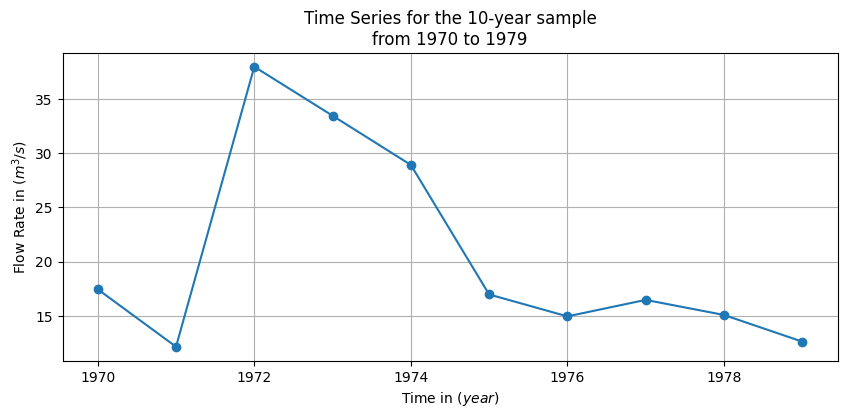 Time Series for the 10-year sample
from 1970 to 1979
Flow Rate in (m³/s)
35
30
25
20
15
1970 1972 1974 1976 1978
Time in (year)